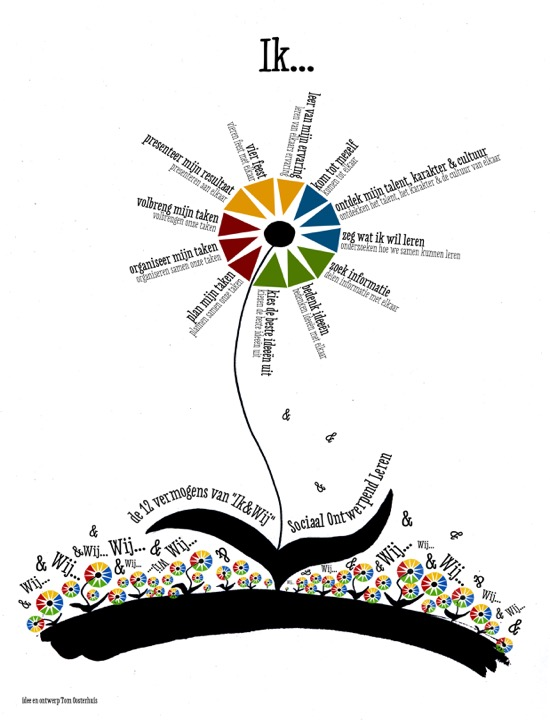 Ik...
leer van mijn ervaring
leren van elkaars ervaring
kom tot mezelf
komen tot elkaar
ontdek mijn talent, karakter & cultuur
ontdekken het talent, het karakter & de cultuur van elkaar
zeg wat ik wil leren
onderzoeken hoe we samen kunnen leren
zoek informatie
delen informatie met elkaar
bedenk ideeën
bedenken ideeën met elkaar
kies de beste ideeën uit
kiezen de beste ideeën uit
plan mijn taken
plannen samen onze taken
organiseer mijn taken
organiseren samen onze taken
volbreng mijn taken
volbrengen onze taken
presenteer mijn resultaat
presenteren aan elkaar
vier feest
vieren feest met elkaar
&
&
&
de 12 vermogens van "Ik&Wij"
Sociaal Ontwerpend Leren
& Wij...
& Wij...
&
&Wij...
Wij...
&Wij...
& Wij...
Wij...
&
& Wij...
&
&Wij...
Wij...
& Wij...
&
&
Wij...
& Wij...
&
idee en ontwerp Tom Oosterhuis